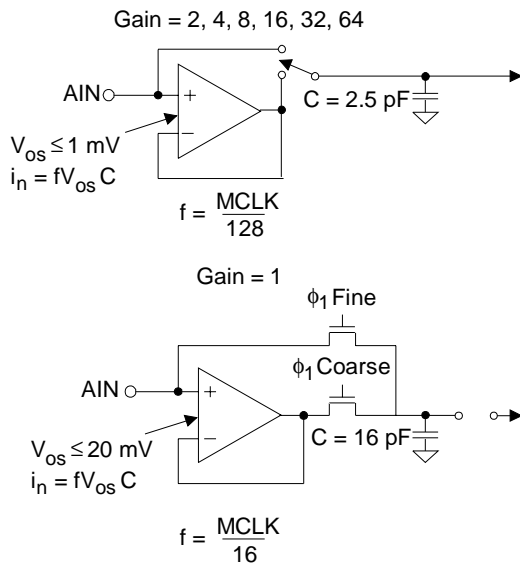 Gain = 2, 4, 8, 16, 32, 64
AIN
+
−
C = 2.5 pF
Vos ≤ 1 mV
in = fVos C
f = MCLK
128
Gain = 1
ϕ1 Fine
ϕ1 Coarse
AIN
+
−
C = 16 pF
Vos ≤ 20 mV
in = fVos C
f = MCLK
16